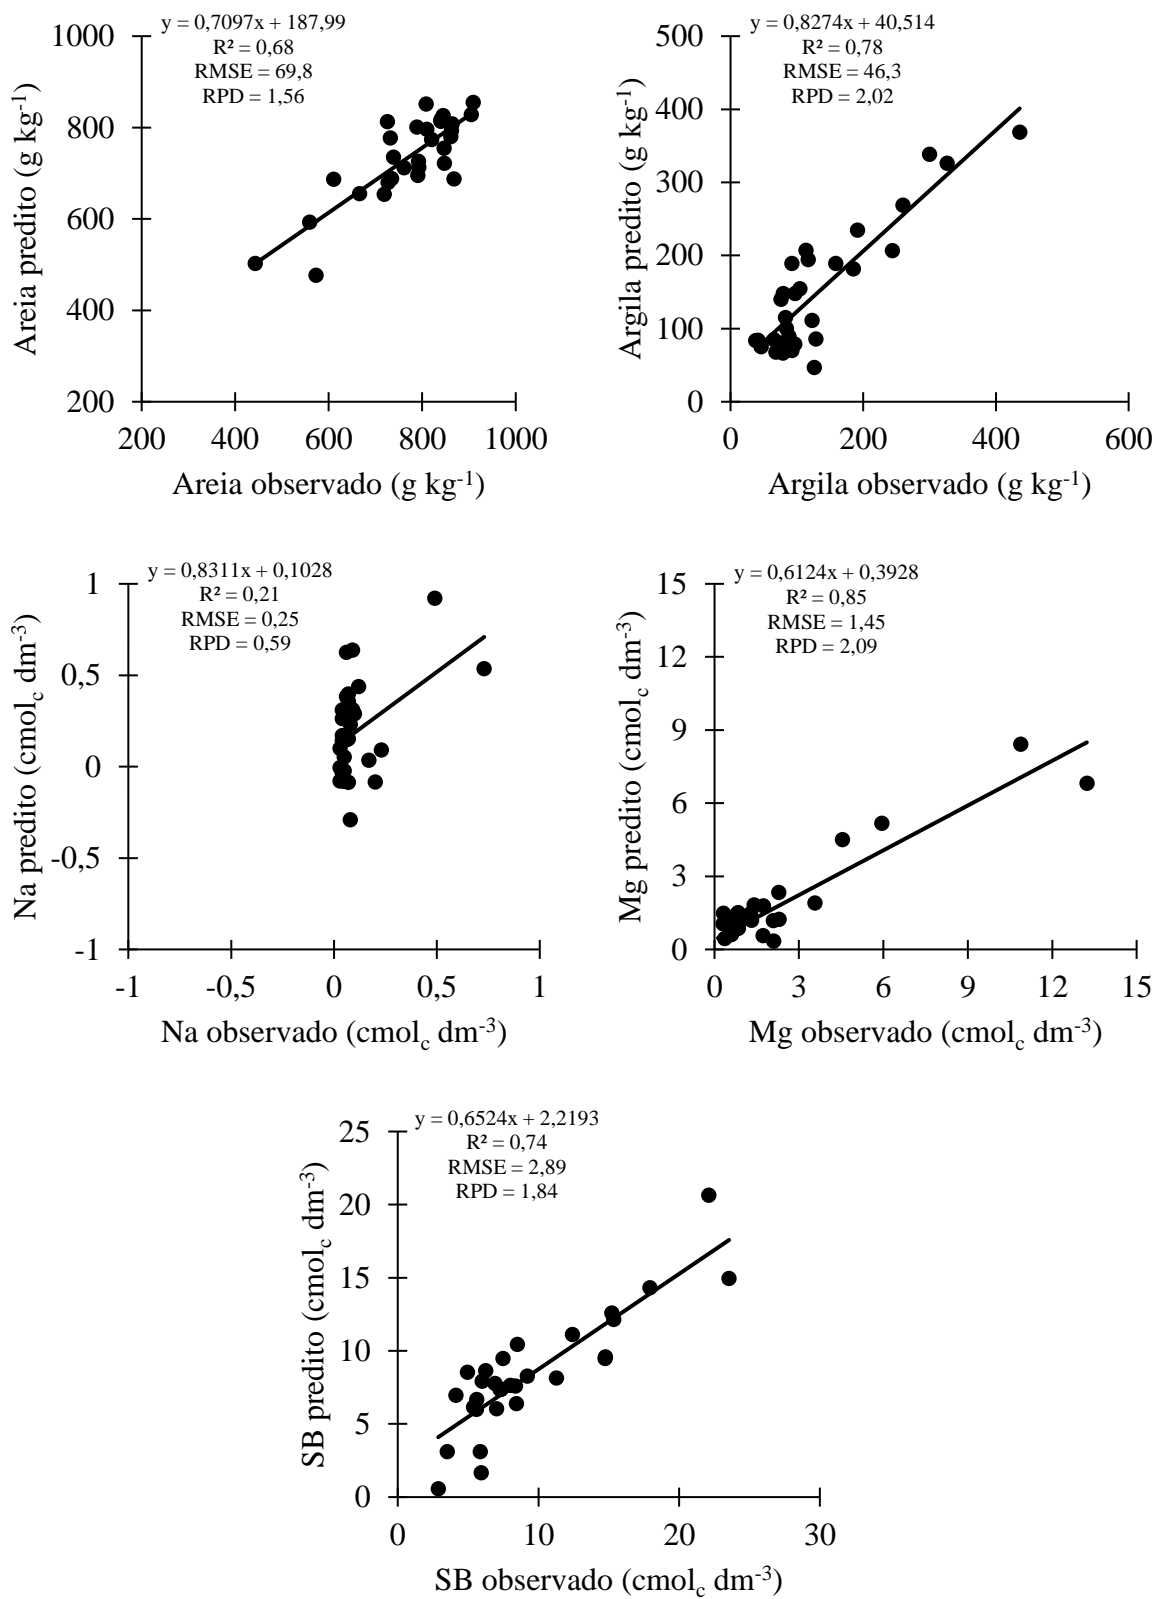 y = 0,7097x + 187,99
R² = 0,68
RMSE = 69,8
RPD = 1,56
Areia predito (g kg-1)
1000
800
600
400
200
200 400 600 800 1000
Areia observado (g kg-1)
y = 0,8274x + 40,514
R² = 0,78
RMSE = 46,3
RPD = 2,02
Argila predito (g kg-1)
500
400
300
200
100
0
0 200 400 600
Argila observado (g kg-1)
y = 0,8311x + 0,1028
R² = 0,21
RMSE = 0,25
RPD = 0,59
Na predito (cmolc dm-3)
1
0,5
0
-0,5
-1
-1 -0,5 0 0,5 1
Na observado (cmolc dm-3)
y = 0,6124x + 0,3928
R² = 0,85
RMSE = 1,45
RPD = 2,09
Mg predito (cmolc dm-3)
15
12
9
6
3
0
0 3 6 9 12 15
Mg observado (cmolc dm-3)
y = 0,6524x + 2,2193
R² = 0,74
RMSE = 2,89
RPD = 1,84
SB predito (cmolc dm-3)
25
20
15
10
5
0
0 10 20 30
SB observado (cmolc dm-3)